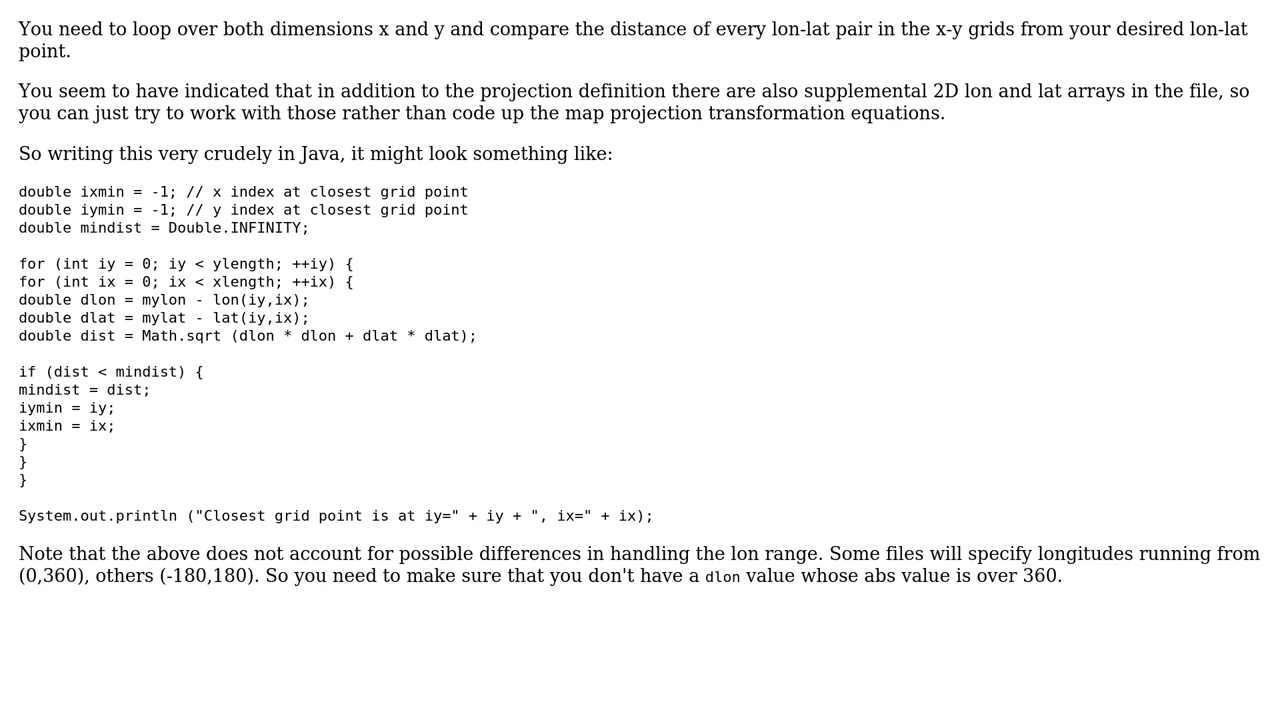 You need to loop over both dimensions x and y and compare the distance of every lon-lat pair in the x-y grids from your desired lon-lat
point.
You seem to have indicated that in addition to the projection definition there are also supplemental 2D lon and lat arrays in the file, so
you can just try to work with those rather than code up the map projection transformation equations.
So writing this very crudely in Java, it might look something like:
double ixmin = -1; // x index at closest grid point
double iymin = -1; // y index at closest grid point
double mindist = Double.INFINITY;
for (int iy = 0; iy < ylength; ++iy) {
for (int ix = 0; ix < xlength; ++ix) {
double dlon = mylon - lon(iy,ix);
double dlat = mylat - lat(iy,ix);
double dist = Math.sqrt (dlon * dlon + dlat * dlat);
if (dist < mindist) {
mindist = dist;
iymin = iy;
ixmin = ix;
}
}
}
System.out.println ("Closest grid point is at iy=" + iy + ", ix=" + ix);
Note that the above does not account for possible differences in handling the lon range. Some files will specify longitudes running from
(0,360), others (-180,180). So you need to make sure that you don't have a dlon value whose abs value is over 360.